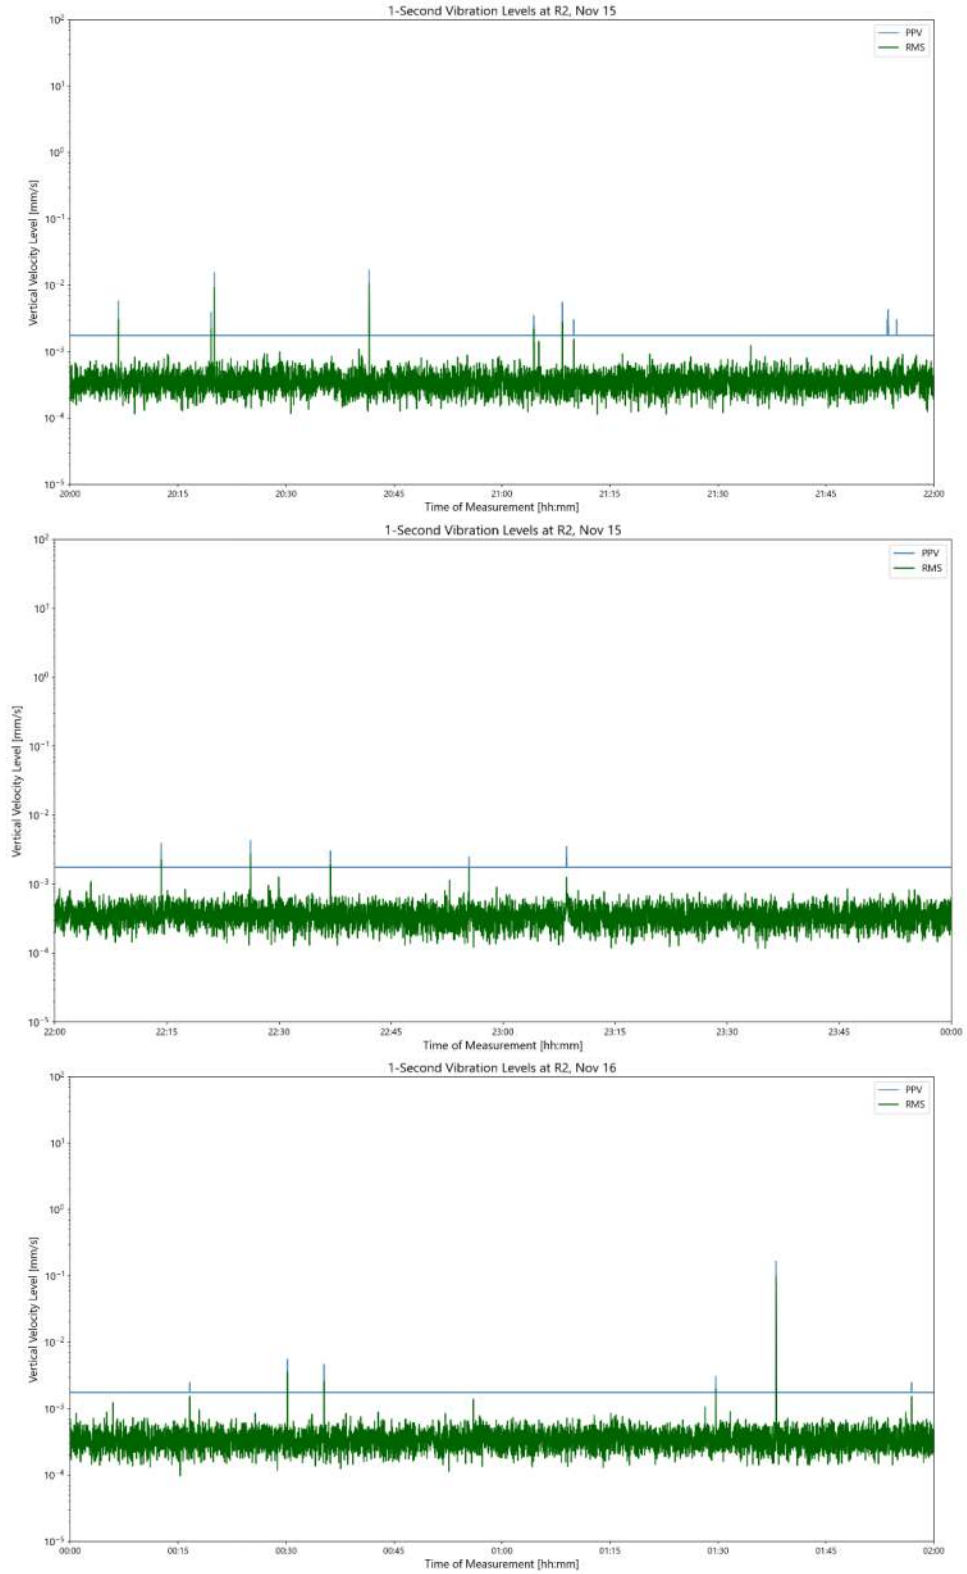 1-Second Vibration Levels at R2, Nov 15
PPV
RMS
Vertical Velocity Level [mm/s]
10²
10¹
10⁰
10⁻¹
10⁻²
10⁻³
10⁻⁴
10⁻⁵
20:00 20:15 20:30 20:45 21:00 21:15 21:30 21:45 22:00
Time of Measurement [hh:mm]
1-Second Vibration Levels at R2, Nov 15
PPV
RMS
Vertical Velocity Level [mm/s]
10²
10¹
10⁰
10⁻¹
10⁻²
10⁻³
10⁻⁴
10⁻⁵
22:00 22:15 22:30 22:45 23:00 23:15 23:30 23:45 00:00
Time of Measurement [hh:mm]
1-Second Vibration Levels at R2, Nov 16
PPV
RMS
Vertical Velocity Level [mm/s]
10²
10¹
10⁰
10⁻¹
10⁻²
10⁻³
10⁻⁴
10⁻⁵
00:00 00:15 00:30 00:45 01:00 01:15 01:30 01:45 02:00
Time of Measurement [hh:mm]